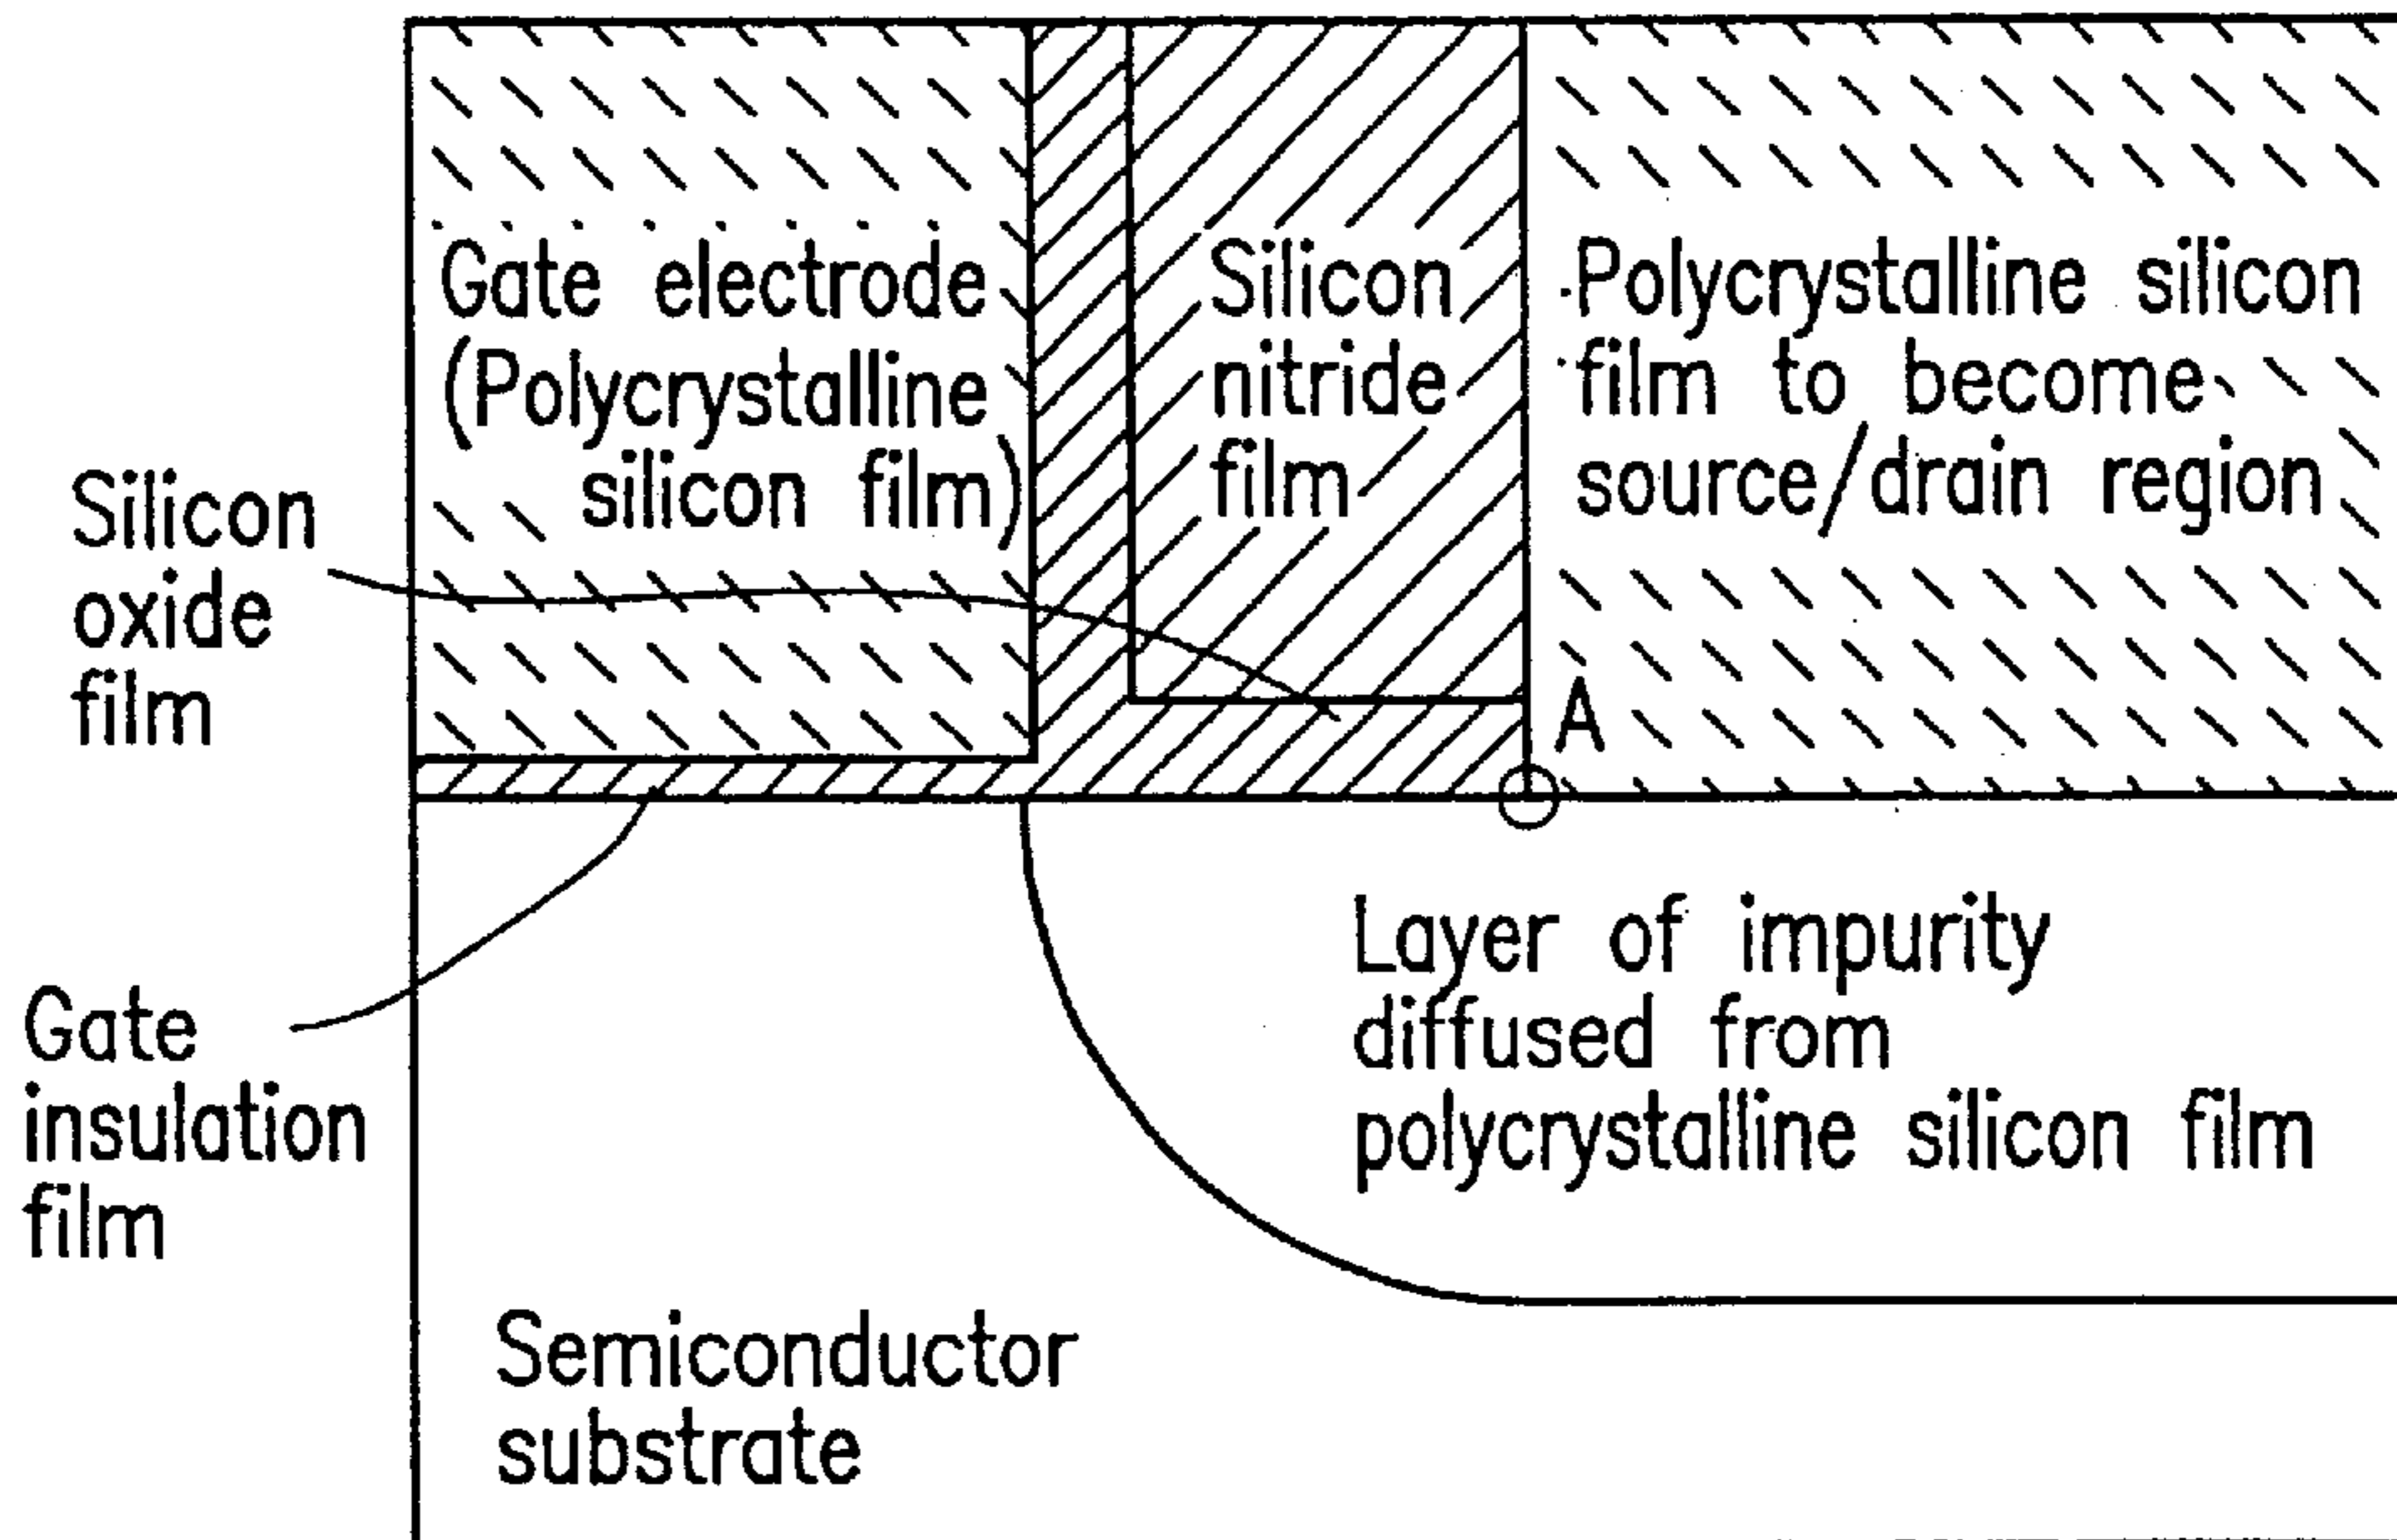 Gate electrode
(Polycrystalline
silicon film)
Silicon
nitride
film
Polycrystalline silicon
film to become
source/drain region
Silicon
oxide
film
A
Gate
insulation
film
Layer of impurity
diffused from
polycrystalline silicon film
Semiconductor
substrate